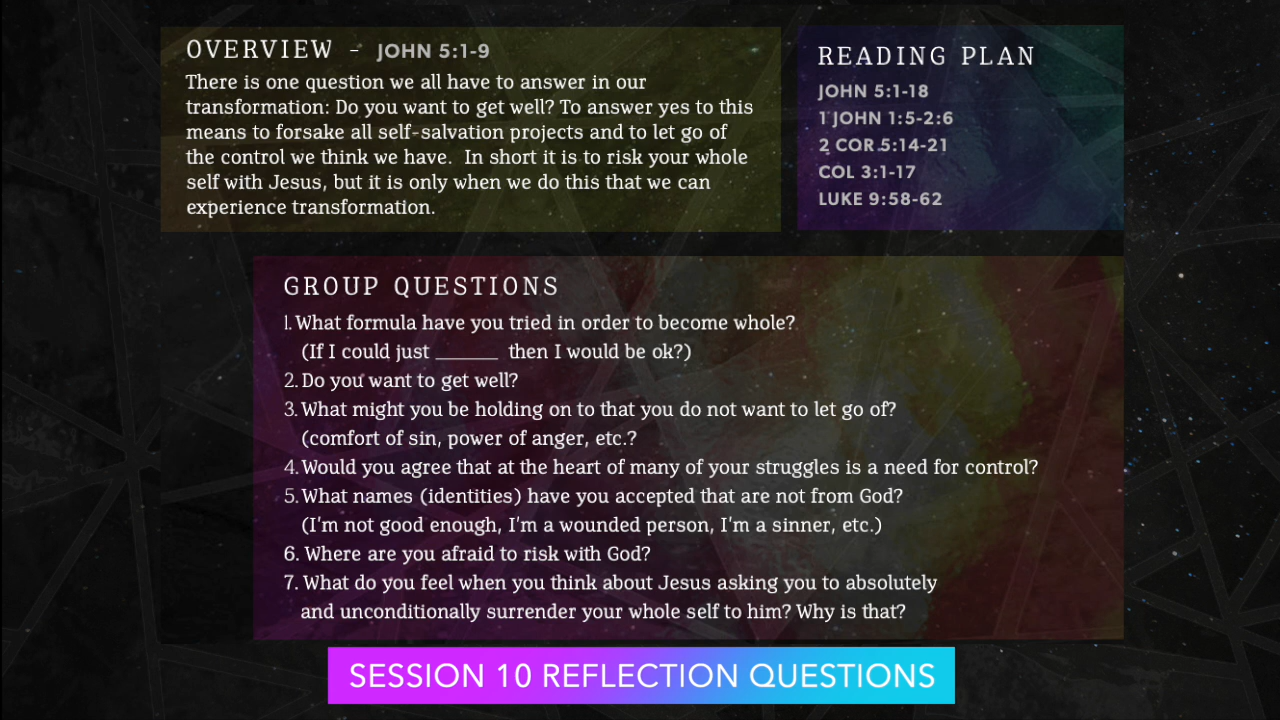 OVERVIEW - JOHN 5:1-9
There is one question we all have to answer in our
transformation: Do you want to get well? To answer yes to this
means to forsake all self-salvation projects and to let go of
the control we think we have. In short it is to risk your whole
self with Jesus, but it is only when we do this that we can
experience transformation.
READING PLAN
JOHN 5:1-18
1 JOHN 1:5-2:6
2 COR 5:14-21
COL 3:1-17
LUKE 9:58-62
GROUP QUESTIONS
1. What formula have you tried in order to become whole?
(If I could just ______ then I would be ok?)
2. Do you want to get well?
3. What might you be holding on to that you do not want to let go of?
(comfort of sin, power of anger, etc.?
4. Would you agree that at the heart of many of your struggles is a need for control?
5. What names (identities) have you accepted that are not from God?
(I'm not good enough, I'm a wounded person, I'm a sinner, etc.)
6. Where are you afraid to risk with God?
7. What do you feel when you think about Jesus asking you to absolutely
and unconditionally surrender your whole self to him? Why is that?
SESSION 10 REFLECTION QUESTIONS